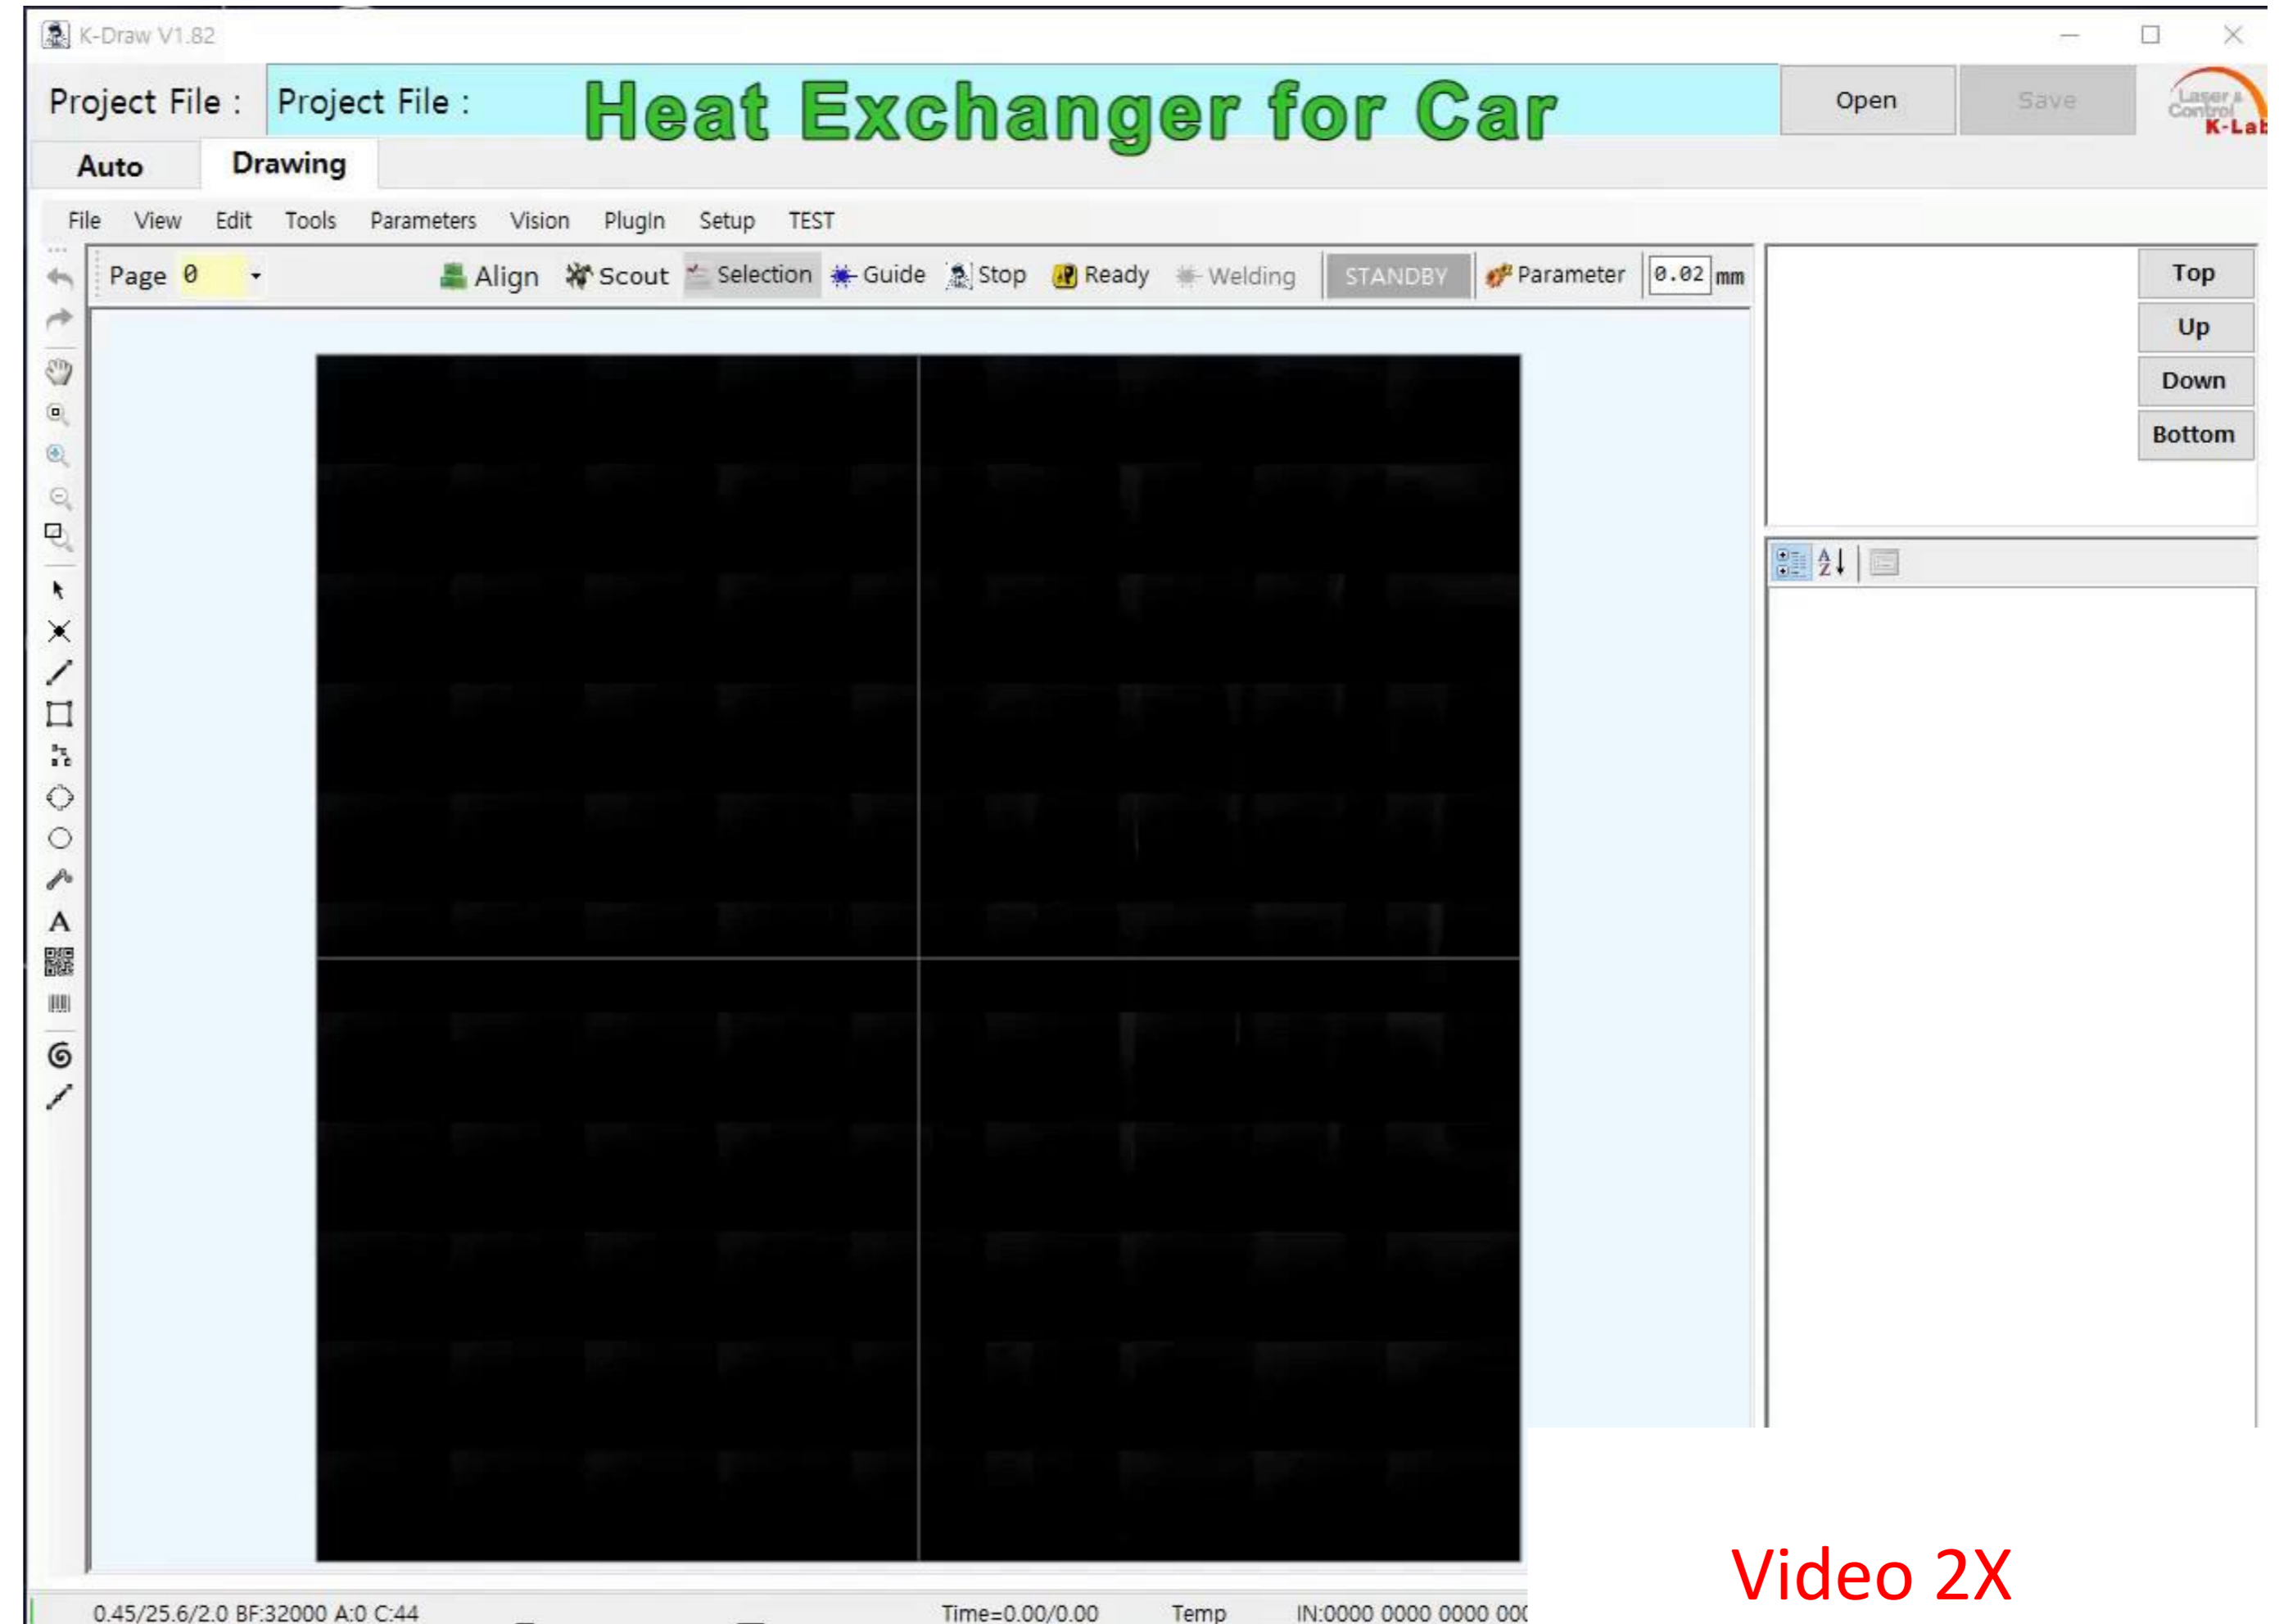 K-Draw V1.82
Project File : Project File : Heat Exchanger for Car Open Save
Laser & Control K-Lab
Auto Drawing
File View Edit Tools Parameters Vision PlugIn Setup TEST
Page 0 Align Scout Selection Guide Stop Ready Welding STANDBY Parameter 0.02 mm
Top
Up
Down
Bottom
A
Z
A
Video 2X
0.45/25.6/2.0 BF:32000 A:0 C:44 Time=0.00/0.00 Temp IN:0000 0000 0000 000